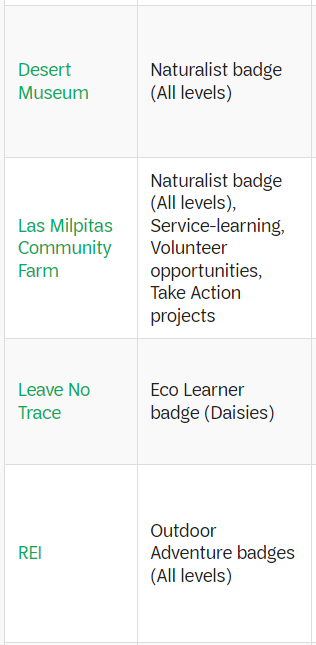 Desert
Museum
Naturalist badge
(All levels)
Las Milpitas
Community
Farm
Naturalist badge
(All levels),
Service-learning,
Volunteer
opportunities,
Take Action
projects
Leave No
Trace
Eco Learner
badge (Daisies)
REI
Outdoor
Adventure badges
(All levels)